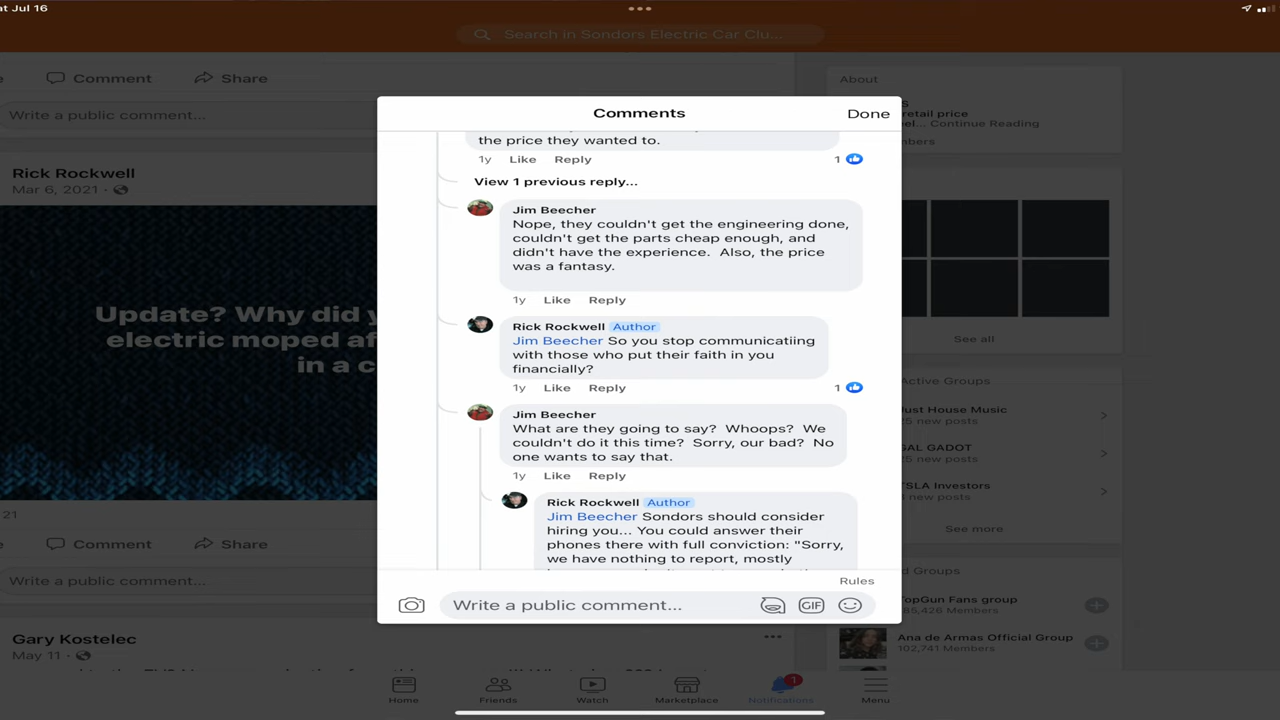 at Jul 16
Search in Sondors Electric Car Clu...
Comment
Share
Write a public comment...
Rick Rockwell
Mar 6, 2021
Update? Why did y
electric moped af
in a c
21
Comment
Share
Write a public comment...
Gary Kostelec
May 11
Comments
Done
the price they wanted to.
1y Like Reply
1
View 1 previous reply...
Jim Beecher
Nope, they couldn't get the engineering done,
couldn't get the parts cheap enough, and
didn't have the experience. Also, the price
was a fantasy.
1y Like Reply
Rick Rockwell Author
Jim Beecher So you stop communicatiing
with those who put their faith in you
financially?
1y Like Reply
1
Jim Beecher
What are they going to say? Whoops? We
couldn't do it this time? Sorry, our bad? No
one wants to say that.
1y Like Reply
Rick Rockwell Author
Jim Beecher Sondors should consider
hiring you... You could answer their
phones there with full conviction: "Sorry,
we have nothing to report, mostly
Rules
Write a public comment...
GIF
About
S
retail price
el... Continue Reading
mbers
See all
Active Groups
Just House Music
25 new posts
GAL GADOT
25 new posts
TSLA Investors
new posts
See more
d Groups
TopGun Fans group
85,426 Members
Ana de Armas Official Group
102,741 Members
Home
Friends
Watch
Marketplace
1
Notifications
Menu